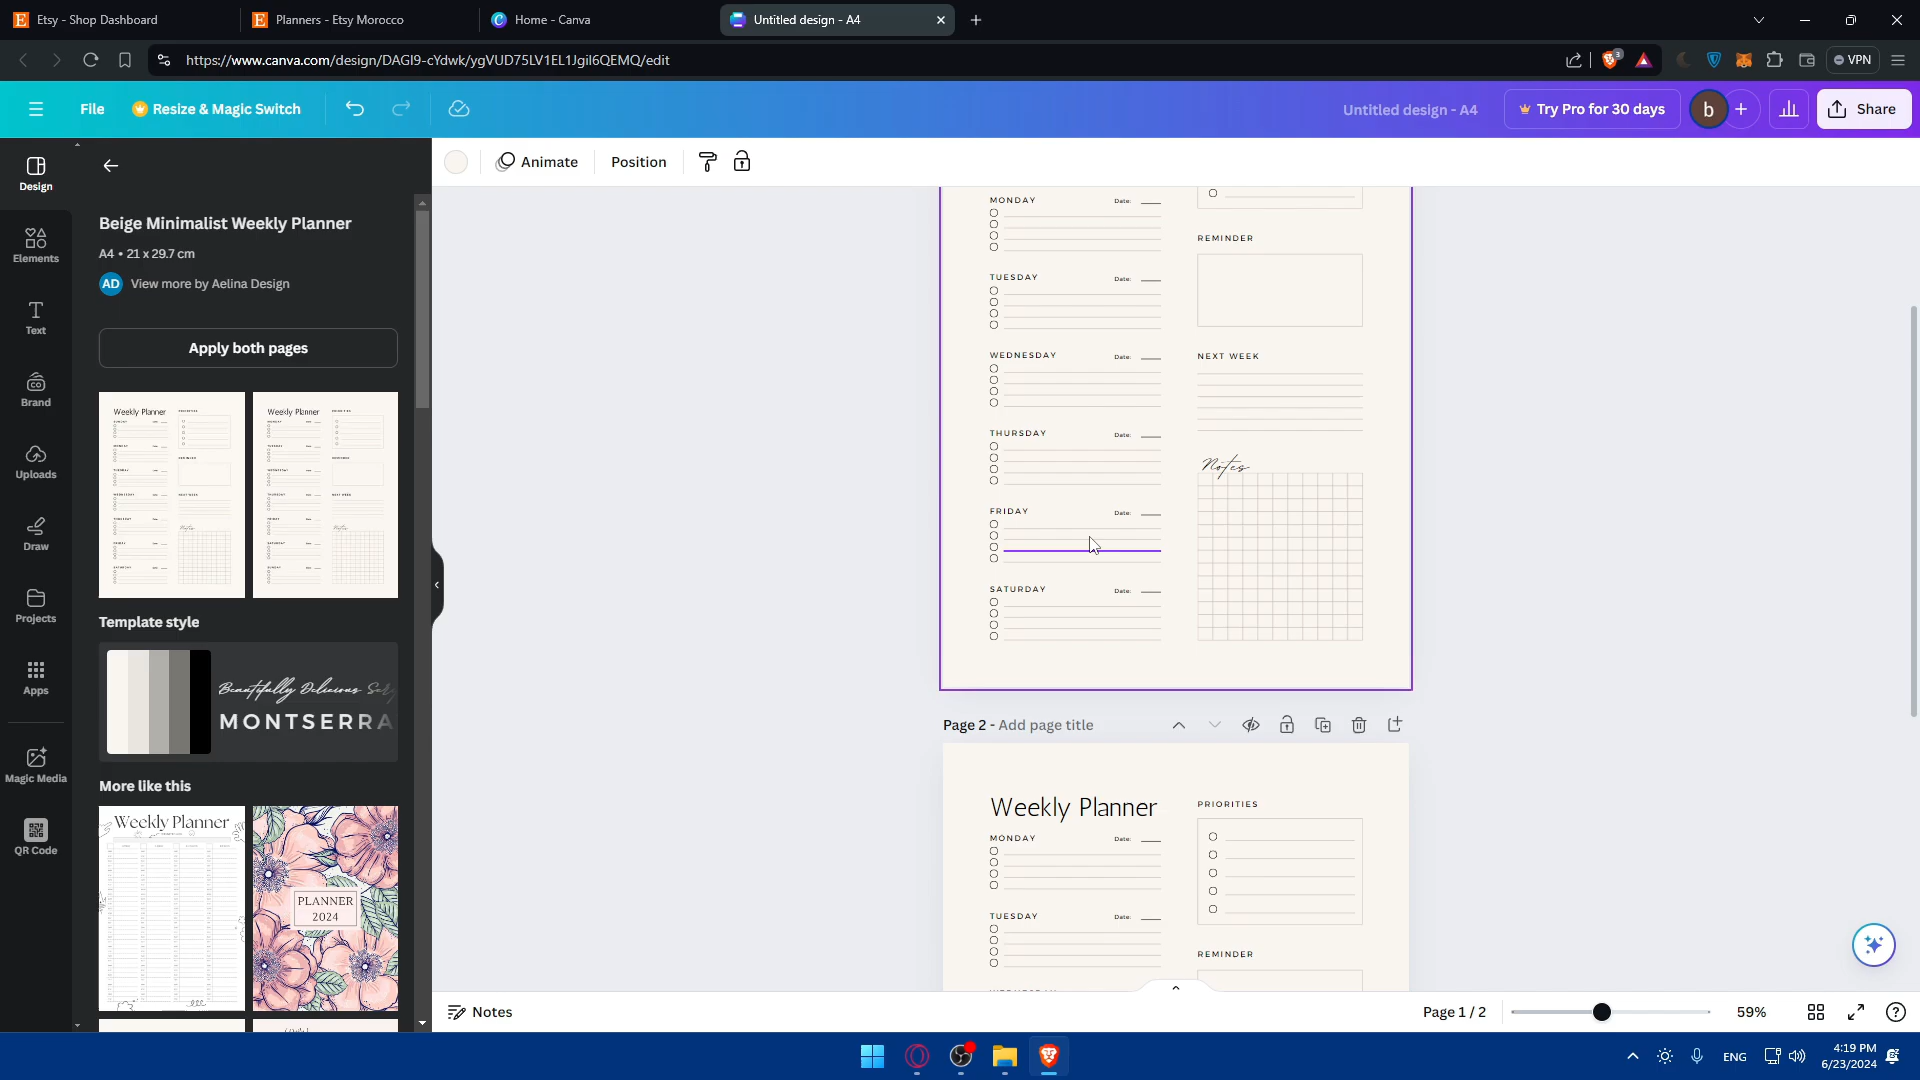 Etsy - Shop Dashboard
Planners - Etsy Morocco
Home - Canva
Untitled design - A4
https://www.canva.com/design/DAGI9-cYdwk/ygVUD75LV1EL1Jgil6QEMQ/edit
3
VPN
File
Resize & Magic Switch
Untitled design - A4
Try Pro for 30 days
b
Share
Design
Elements
Text
Brand
Uploads
Draw
Projects
Apps
Magic Media
QR Code
Beige Minimalist Weekly Planner
A4 • 21 x 29.7 cm
AD View more by Aelina Design
Apply both pages
Weekly Planner
Weekly Planner
Template style
MONTSERRA
More like this
Weekly Planner
PLANNER
2024
Animate
Position
MONDAY Date:
TUESDAY Date:
WEDNESDAY Date:
THURSDAY Date:
FRIDAY Date:
SATURDAY Date:
REMINDER
NEXT WEEK
Notes
Page 2 - Add page title
Weekly Planner
MONDAY Date:
TUESDAY Date:
PRIORITIES
REMINDER
Notes
Page 1 / 2
59%
ENG
4:19 PM
6/23/2024